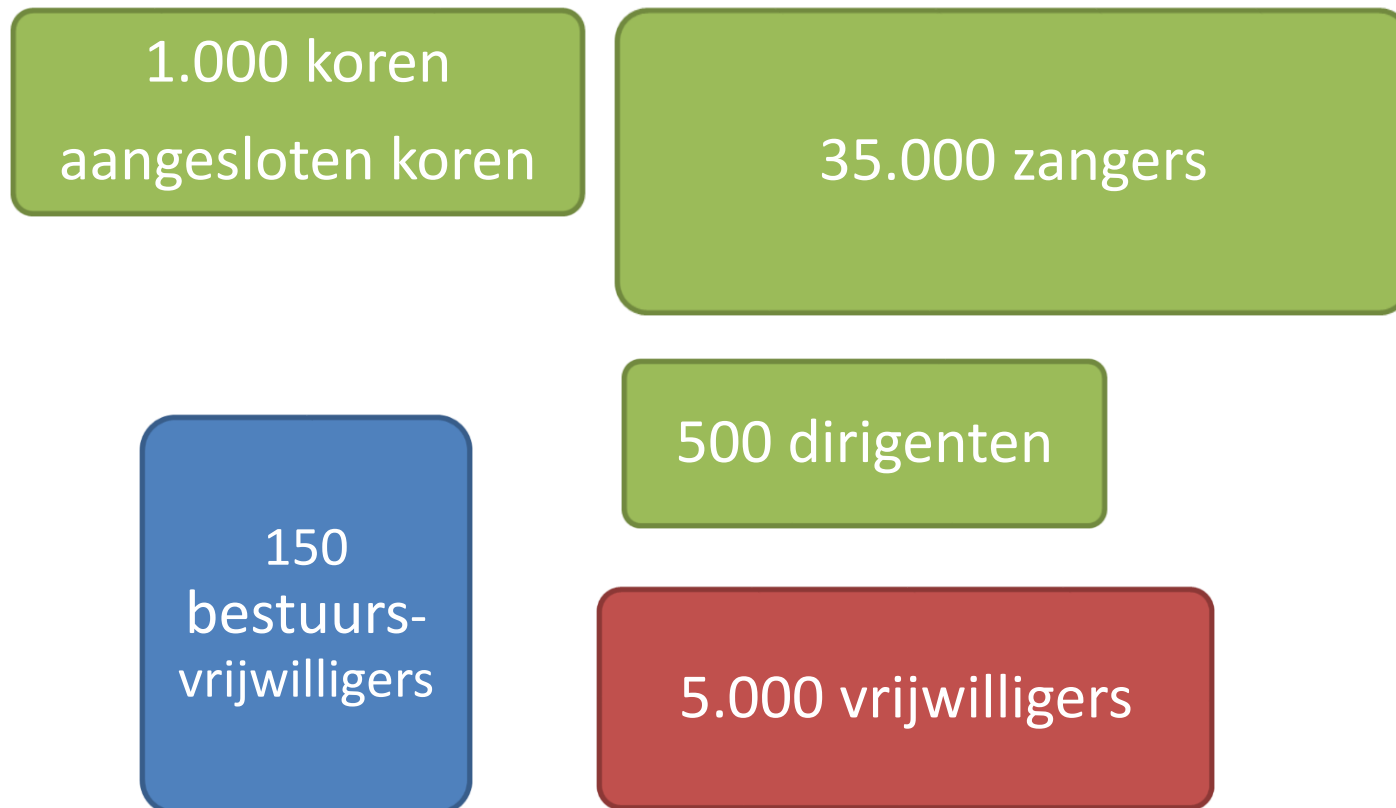 1.000 koren
aangesloten koren
35.000 zangers
500 dirigenten
150
bestuurs-
vrijwilligers
5.000 vrijwilligers